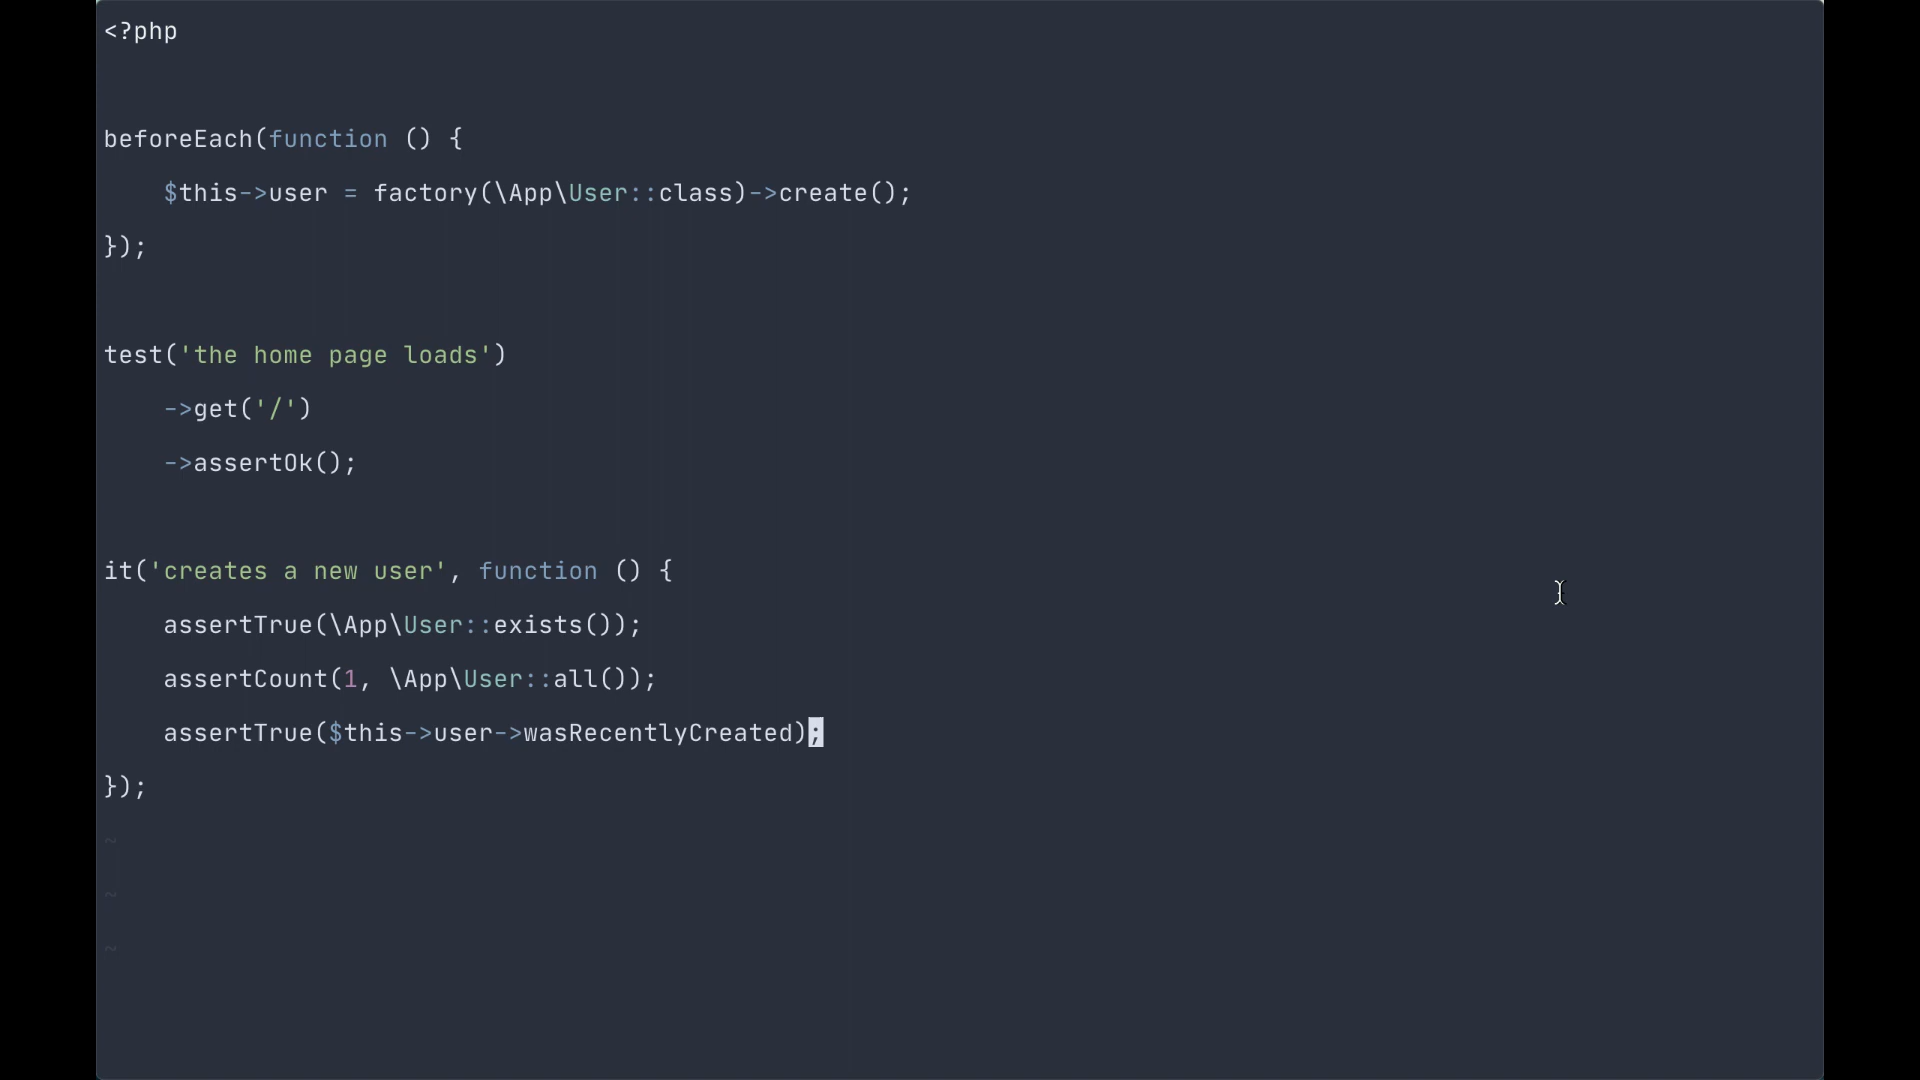 <?php
beforeEach(function () {
    $this->user = factory(\App\User::class)->create();
});
test('the home page loads')
    ->get('/')
    ->assertOk();
it('creates a new user', function () {
    assertTrue(\App\User::exists());
    assertCount(1, \App\User::all());
    assertTrue($this->user->wasRecentlyCreated);
});
~
~
~